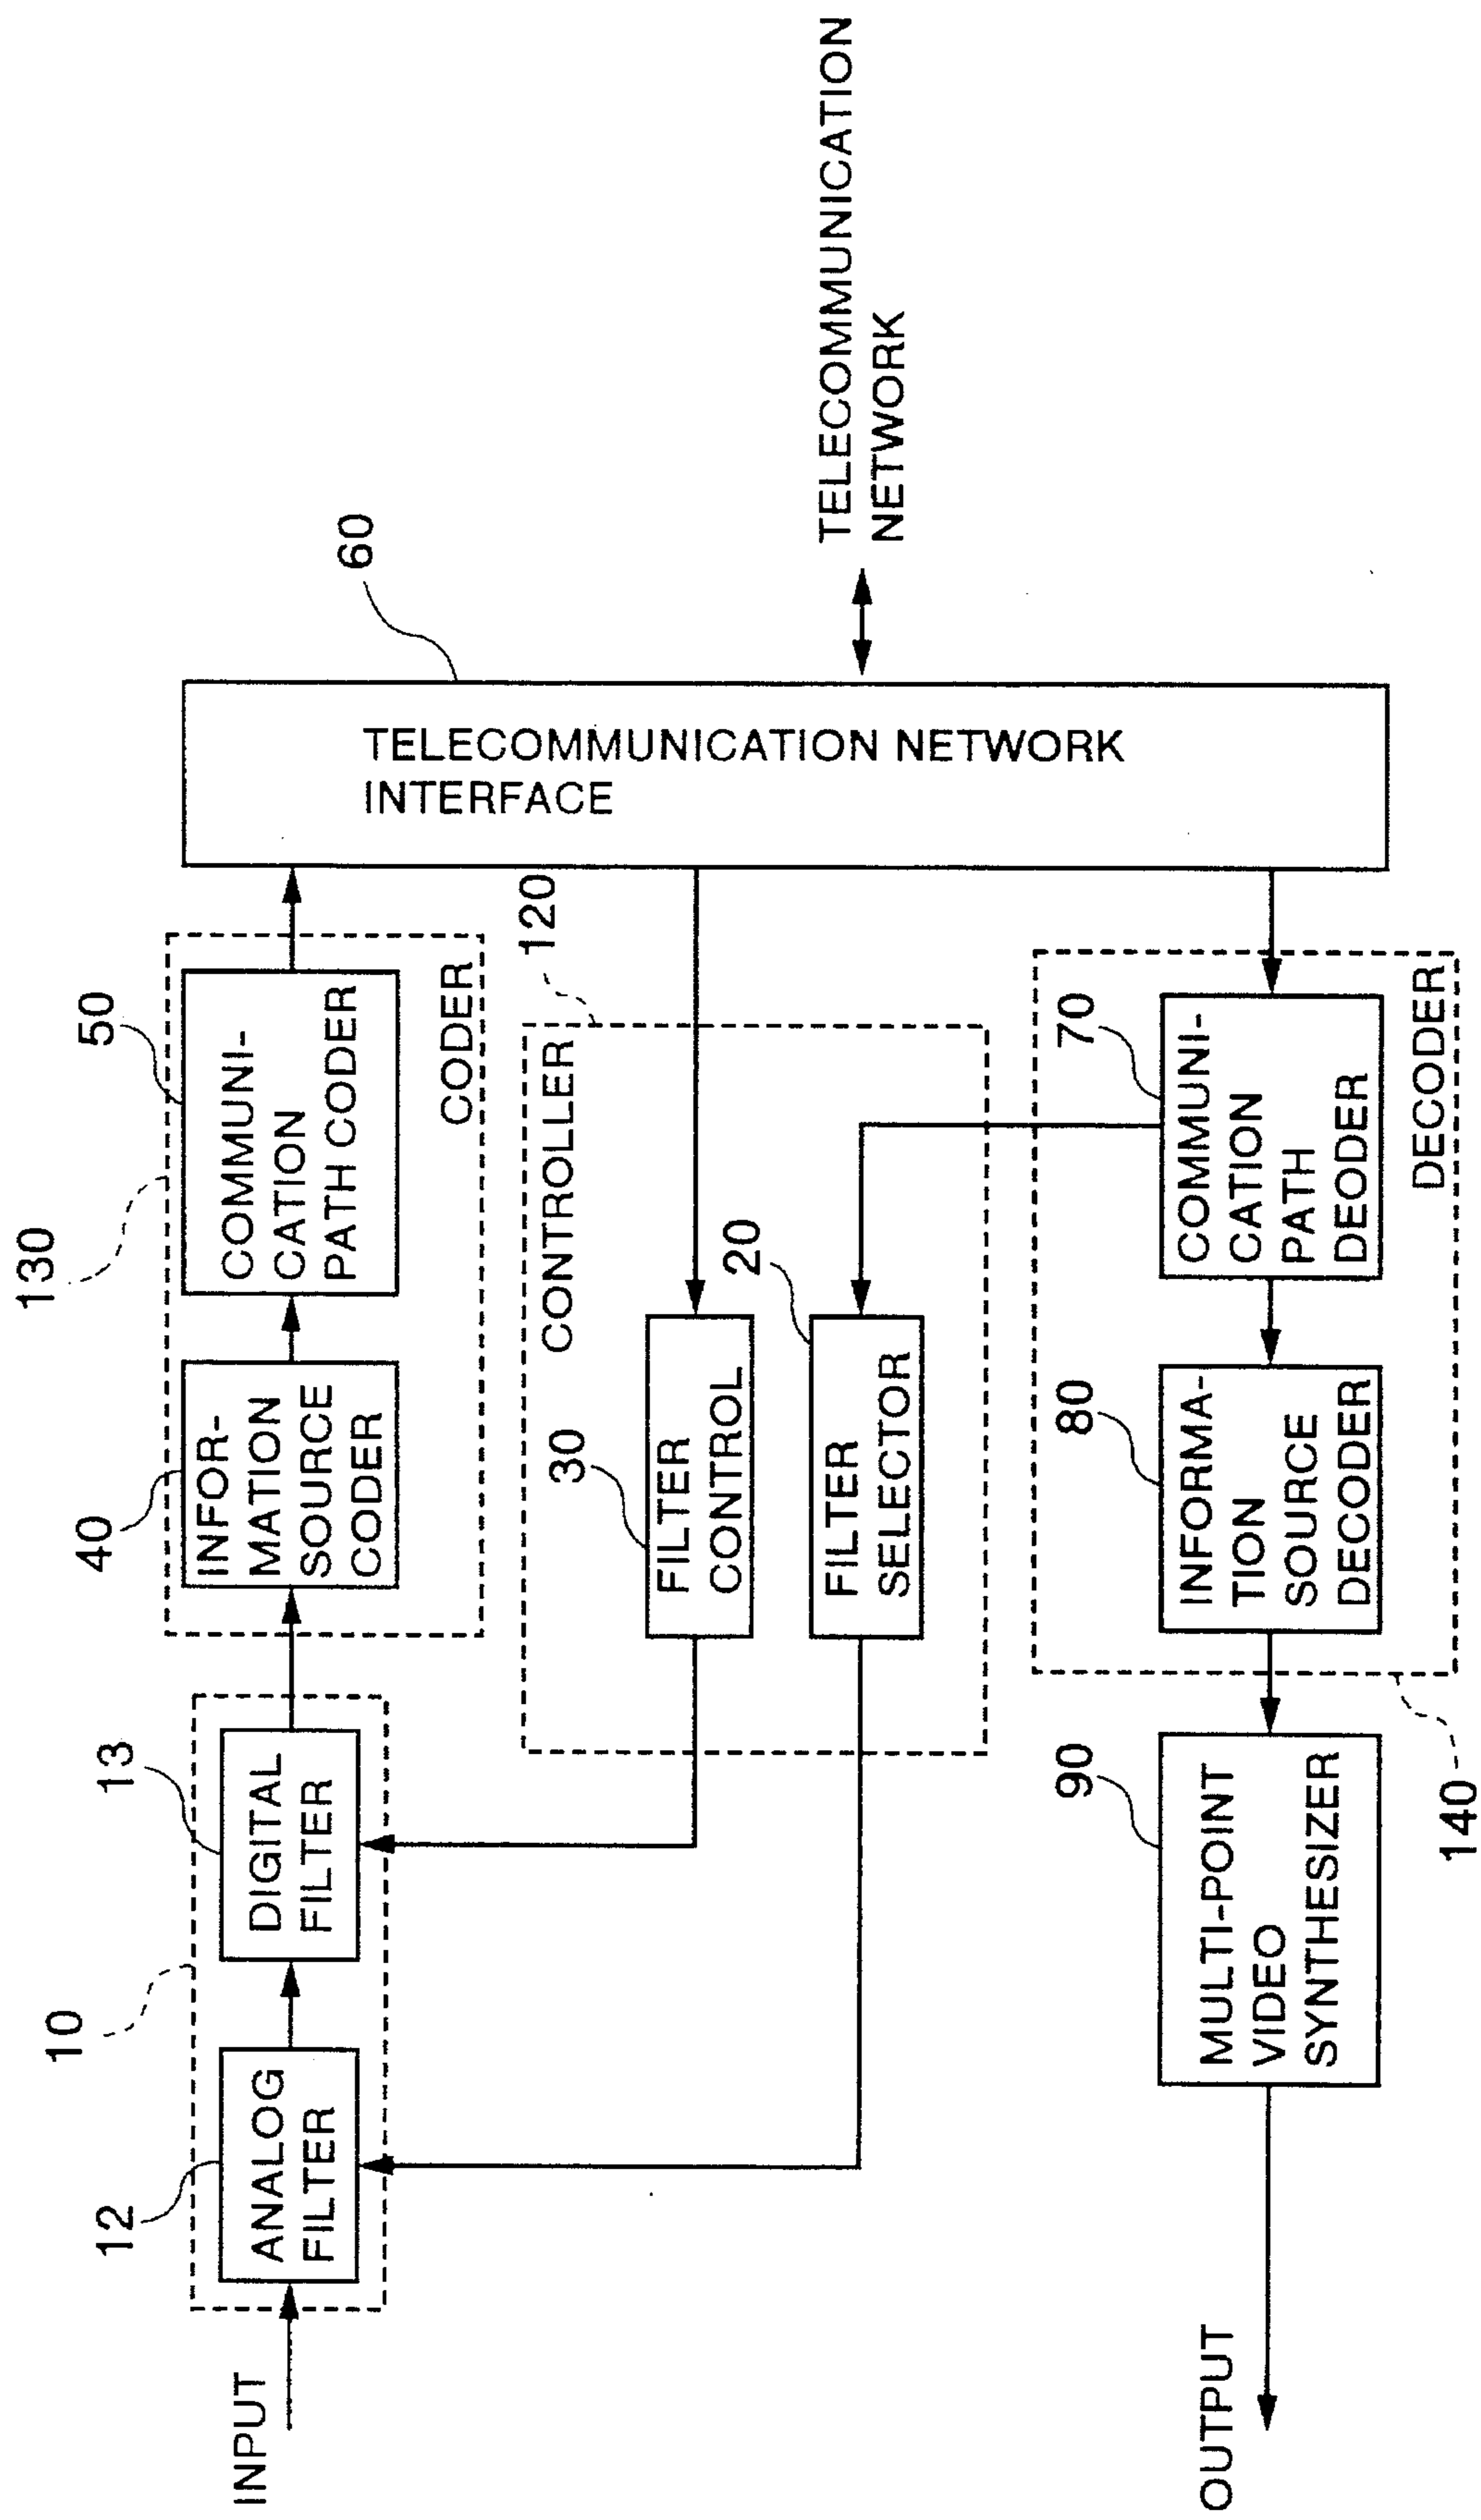 INPUT
12
ANALOG
FILTER
10
13
DIGITAL
FILTER
40
INFOR-
MATION
SOURCE
CODER
130
50
COMMUNI-
CATION
PATH CODER
CODER
60
TELECOMMUNICATION NETWORK
INTERFACE
TELECOMMUNICATION
NETWORK
120
CONTROLLER
30
FILTER
CONTROL
20
FILTER
SELECTOR
70
COMMUNI-
CATION
PATH
DEODER
DECODER
80
INFORMA-
TION
SOURCE
DECODER
140
90
MULTI-POINT
VIDEO
SYNTHESIZER
OUTPUT